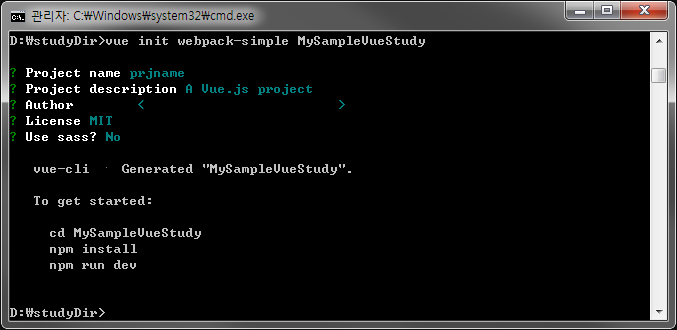 관리자: C:₩Windows₩system32₩cmd.exe
D:₩studyDir>vue init webpack-simple MySampleVueStudy
? Project name prjname
? Project description A Vue.js project
? Author < >
? License MIT
? Use sass? No
vue-cli · Generated "MySampleVueStudy".
To get started:
cd MySampleVueStudy
npm install
npm run dev
D:₩studyDir>